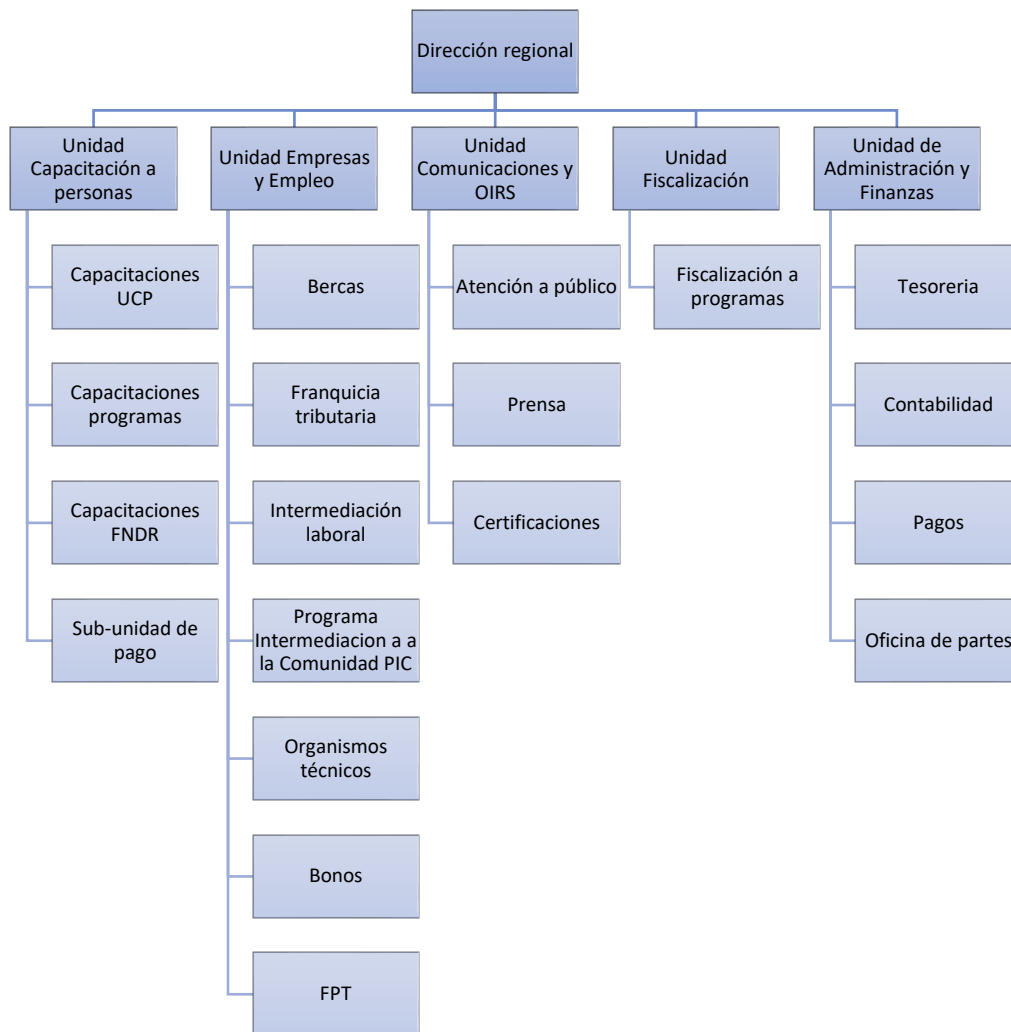 Dirección regional
Unidad
Capacitación a
personas
Unidad Empresas
y Empleo
Unidad
Comunicaciones y
OIRS
Unidad
Fiscalización
Unidad de
Administración y
Finanzas
Capacitaciones
UCP
Capacitaciones
programas
Capacitaciones
FNDR
Sub-unidad de
pago
Bercas
Franquicia
tributaria
Intermediación
laboral
Programa
Intermediacion a a
la Comunidad PIC
Organismos
técnicos
Bonos
FPT
Atención a público
Prensa
Certificaciones
Fiscalización a
programas
Tesoreria
Contabilidad
Pagos
Oficina de partes